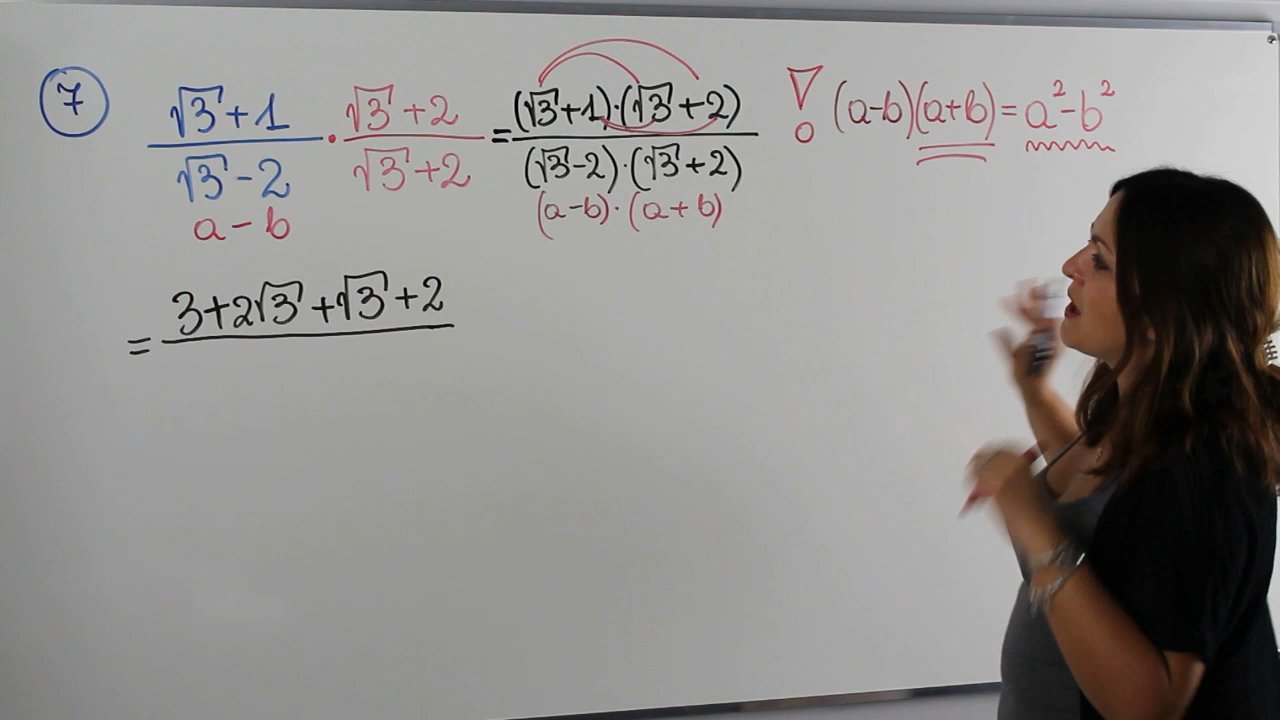 7
√3+1 / √3-2 · √3+2 / √3+2 = (√3+1)·(√3+2) / (√3-2)·(√3+2) ! (a-b)(a+b)=a²-b²
a-b (a-b)·(a+b)
= 3+2√3+√3+2